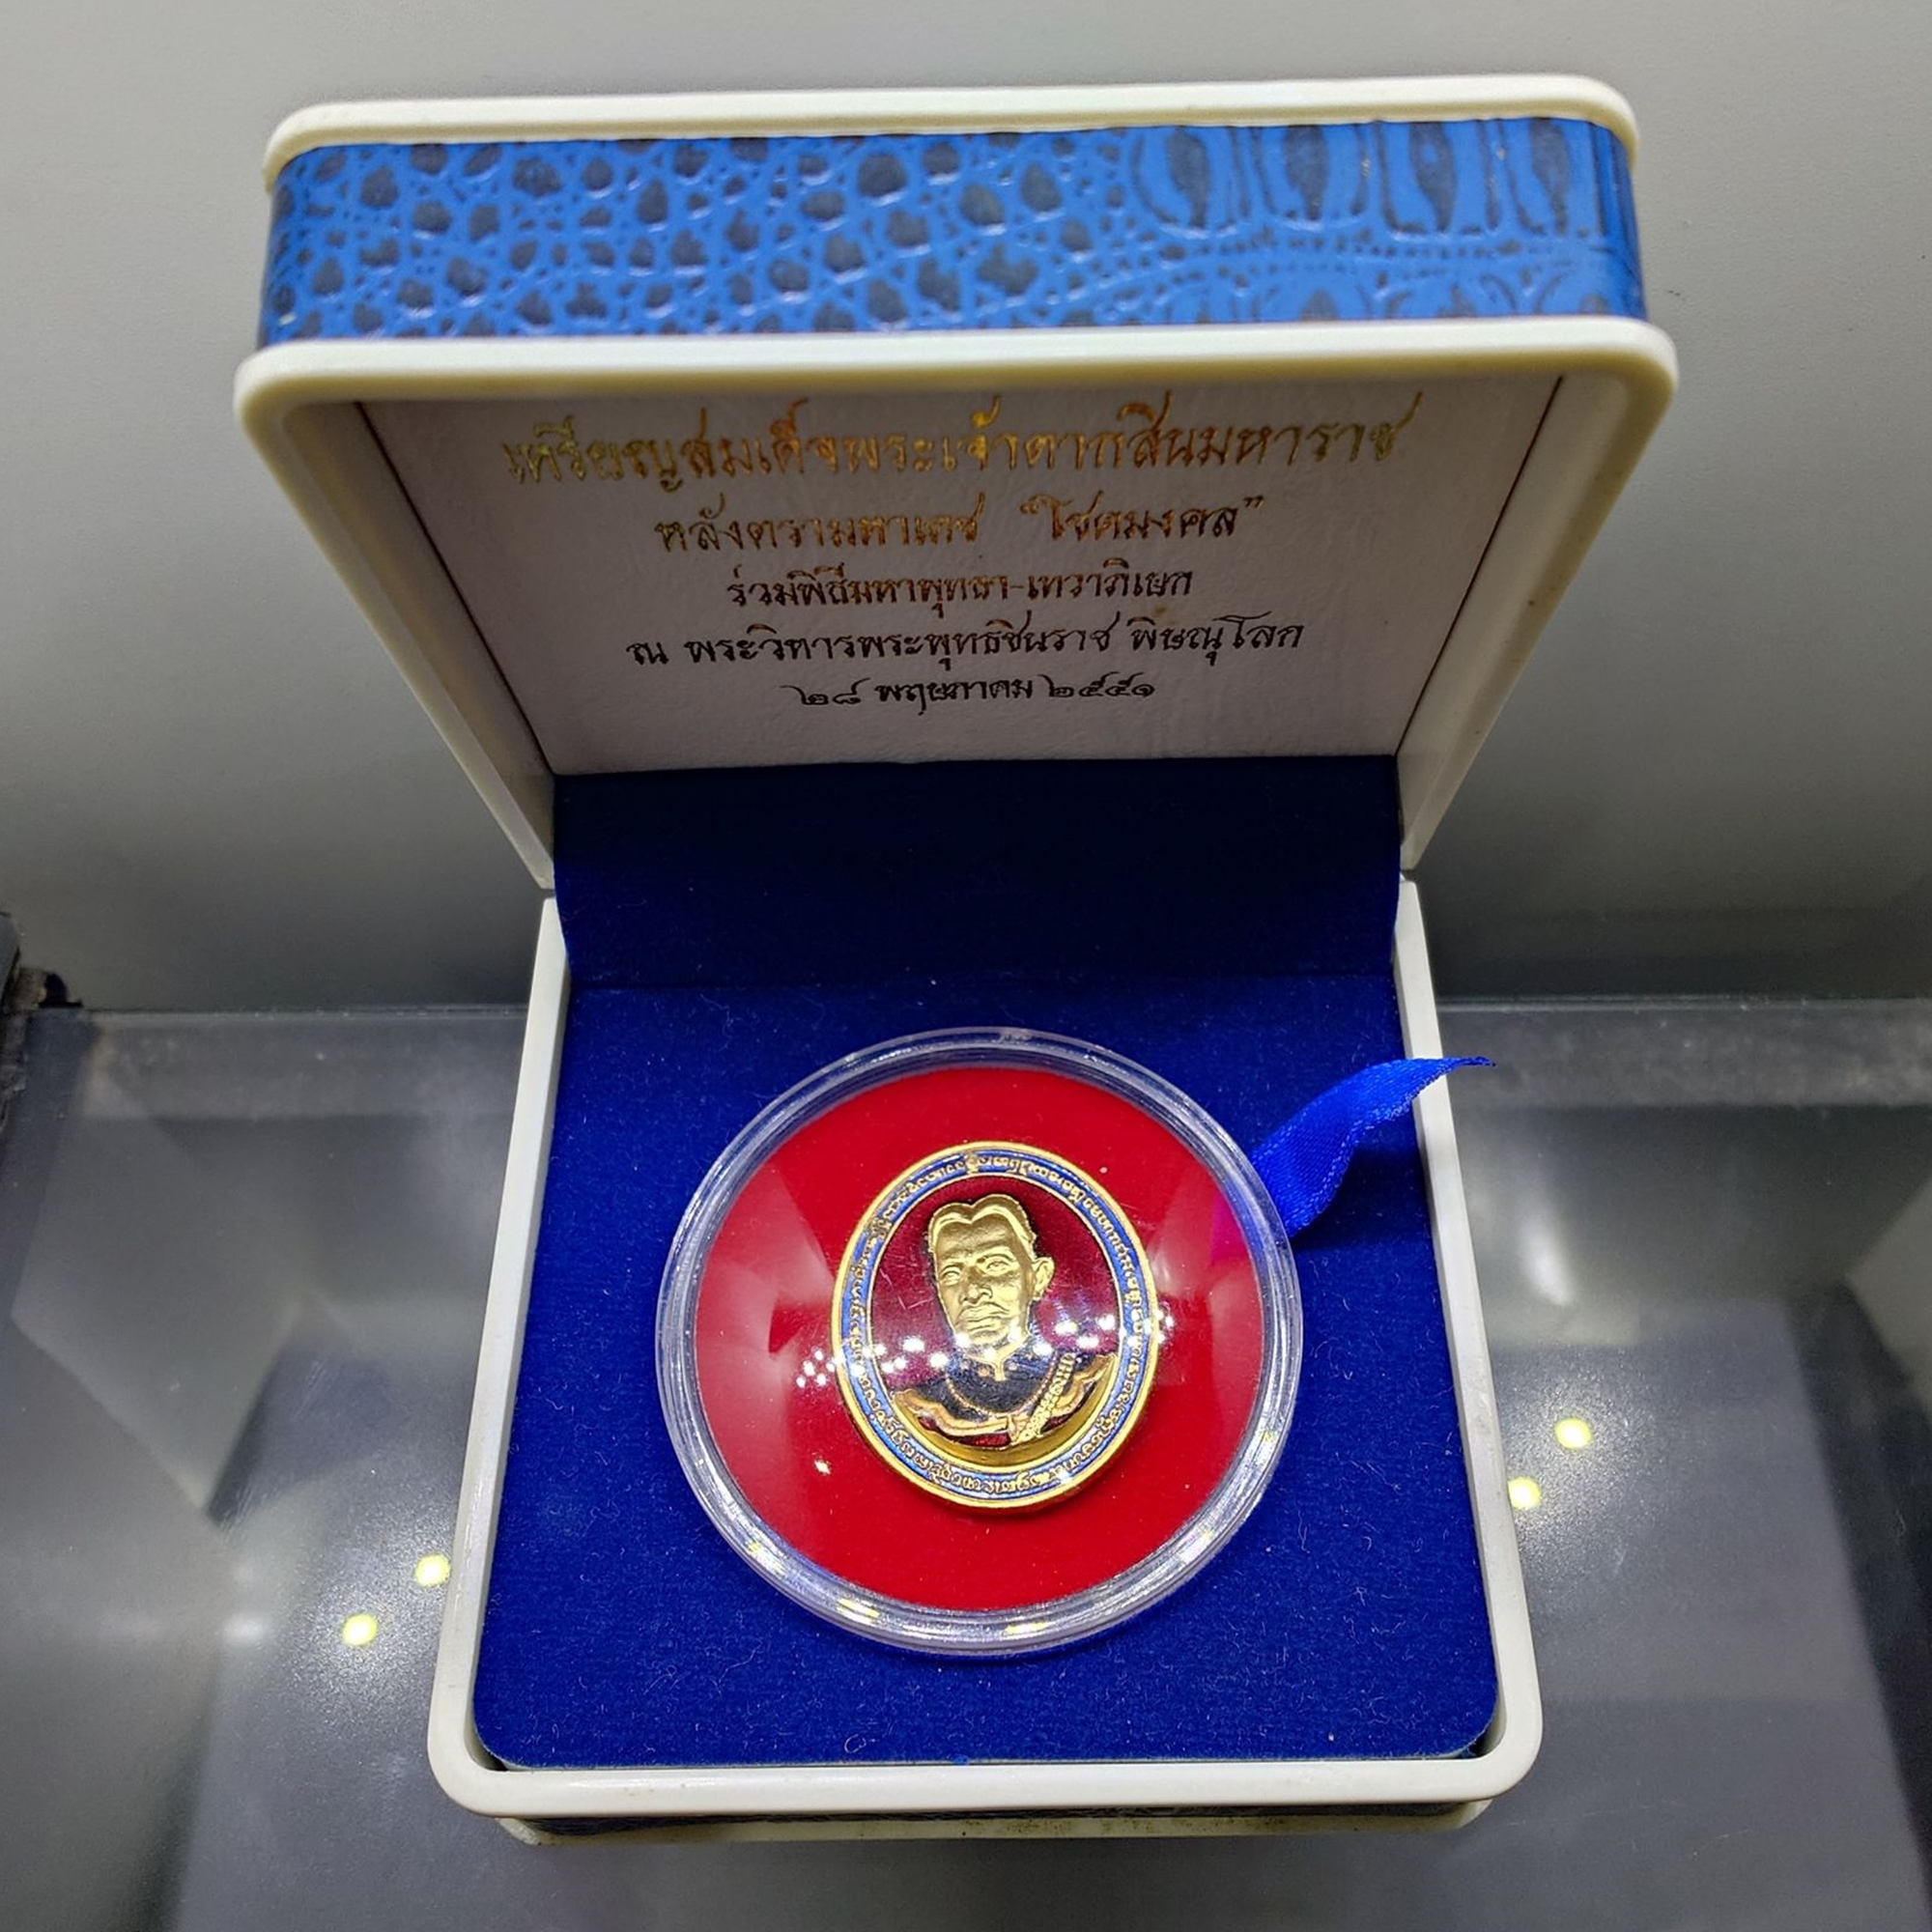 เหรียญสมเด็จพระเจ้าตากสินมหาราช
หลังตรามหาเดช “โชคมงคล”
ร่วมพิธีมหาพุทธา-เทวาภิเษก
ณ พระวิหารพระพุทธชินราช พิษณุโลก
๒๘ พฤษภาคม ๒๕๕๑